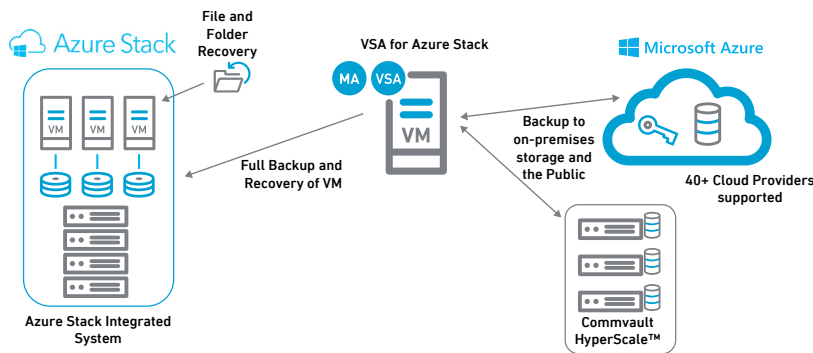 Azure Stack
File and
Folder
Recovery
VM
VM
VM
Azure Stack Integrated
System
VSA for Azure Stack
MA
VSA
VM
Full Backup and
Recovery of VM
Microsoft Azure
Backup to
on-premises
storage and
the Public
40+ Cloud Providers
supported
Commvault
HyperScale™